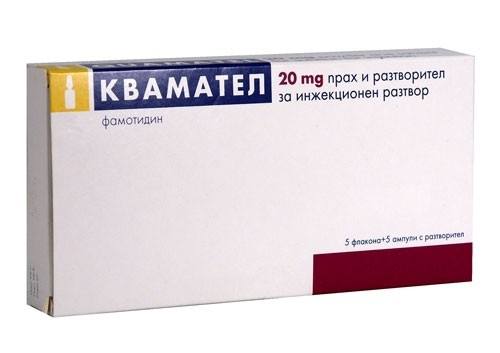 КВАМАТЕЛ
20 mg прах и разтворител
за инжекционен разтвор
фамотидин
5 флакона+5 ампули с разтворител